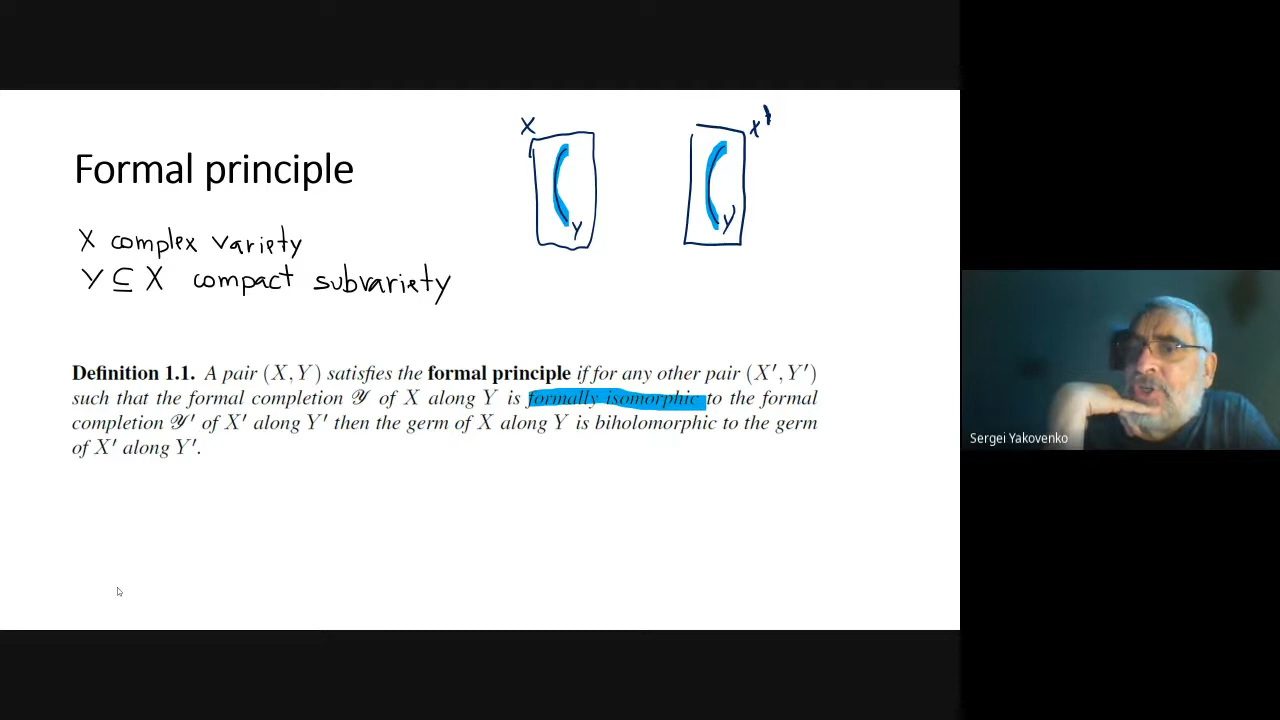 Formal principle
X complex variety
Y ⊆ X compact subvariety
X
Y
X'
Y'
Definition 1.1. A pair (X, Y) satisfies the formal principle if for any other pair (X′, Y′)
such that the formal completion 𝒴 of X along Y is formally isomorphic to the formal
completion 𝒴′ of X′ along Y′ then the germ of X along Y is biholomorphic to the germ
of X′ along Y′.
Sergei Yakovenko